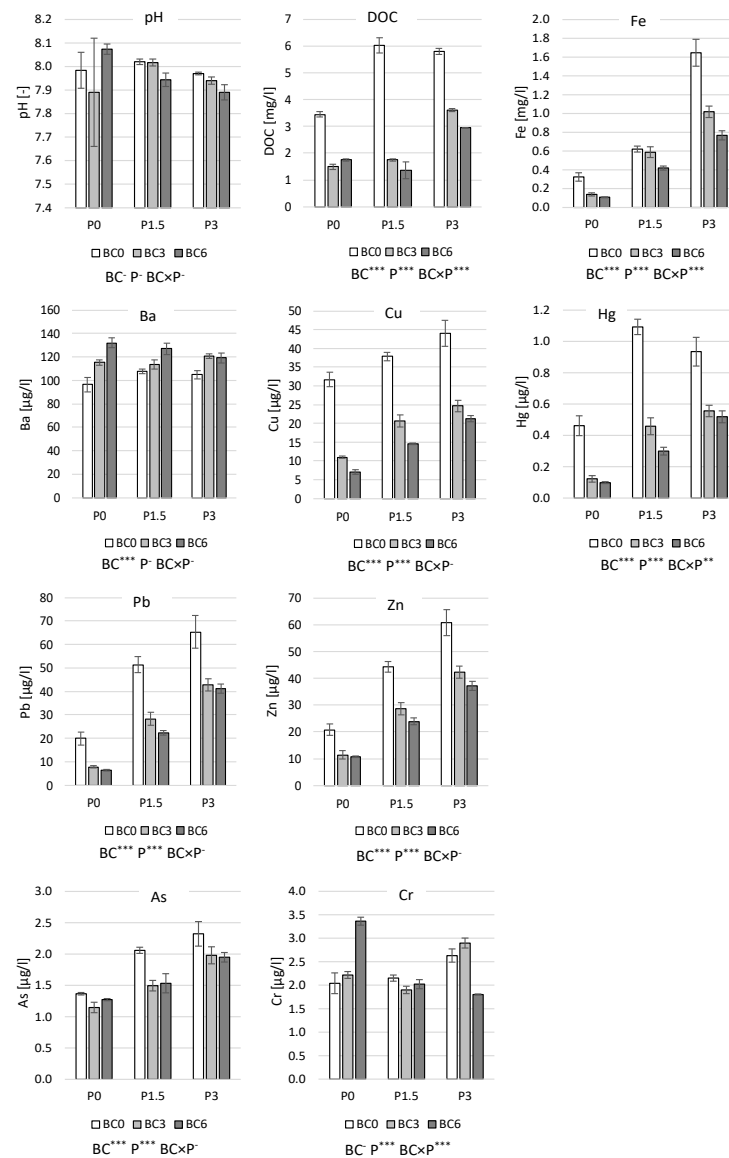 pH
8.2
8.1
8.0
7.9
7.8
7.7
7.6
7.5
7.4
pH [-]
P0 P1.5 P3
BC0 BC3 BC6
BC⁻ P⁻ BC×P⁻
DOC
7
6
5
4
3
2
1
0
DOC [mg/l]
P0 P1.5 P3
BC0 BC3 BC6
BC*** P*** BC×P***
Fe
2.0
1.8
1.6
1.4
1.2
1.0
0.8
0.6
0.4
0.2
0.0
Fe [mg/l]
P0 P1.5 P3
BC0 BC3 BC6
BC*** P*** BC×P***
Ba
160
140
120
100
80
60
40
20
0
Ba [µg/l]
P0 P1.5 P3
BC0 BC3 BC6
BC*** P⁻ BC×P⁻
Cu
50
45
40
35
30
25
20
15
10
5
0
Cu [µg/l]
P0 P1.5 P3
BC0 BC3 BC6
BC*** P*** BC×P⁻
Hg
1.2
1.0
0.8
0.6
0.4
0.2
0.0
Hg [µg/l]
P0 P1.5 P3
BC0 BC3 BC6
BC*** P*** BC×P**
Pb
80
70
60
50
40
30
20
10
0
Pb [µg/l]
P0 P1.5 P3
BC0 BC3 BC6
BC*** P*** BC×P⁻
Zn
70
60
50
40
30
20
10
0
Zn [µg/l]
P0 P1.5 P3
BC0 BC3 BC6
BC*** P*** BC×P⁻
As
3.0
2.5
2.0
1.5
1.0
0.5
0.0
As [µg/l]
P0 P1.5 P3
BC0 BC3 BC6
BC*** P*** BC×P⁻
Cr
4.0
3.5
3.0
2.5
2.0
1.5
1.0
0.5
0.0
Cr [µg/l]
P0 P1.5 P3
BC0 BC3 BC6
BC⁻ P*** BC×P***